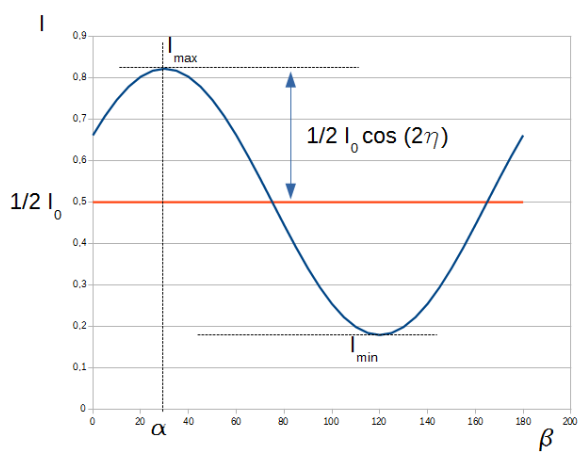 I
0,9
I max
0,8
0,7
1/2 I₀ cos (2η)
0,6
1/2 I₀
0,5
0,4
0,3
0,2
I min
0,1
0
0 20 40 60 80 100 120 140 160 180 200
α
β